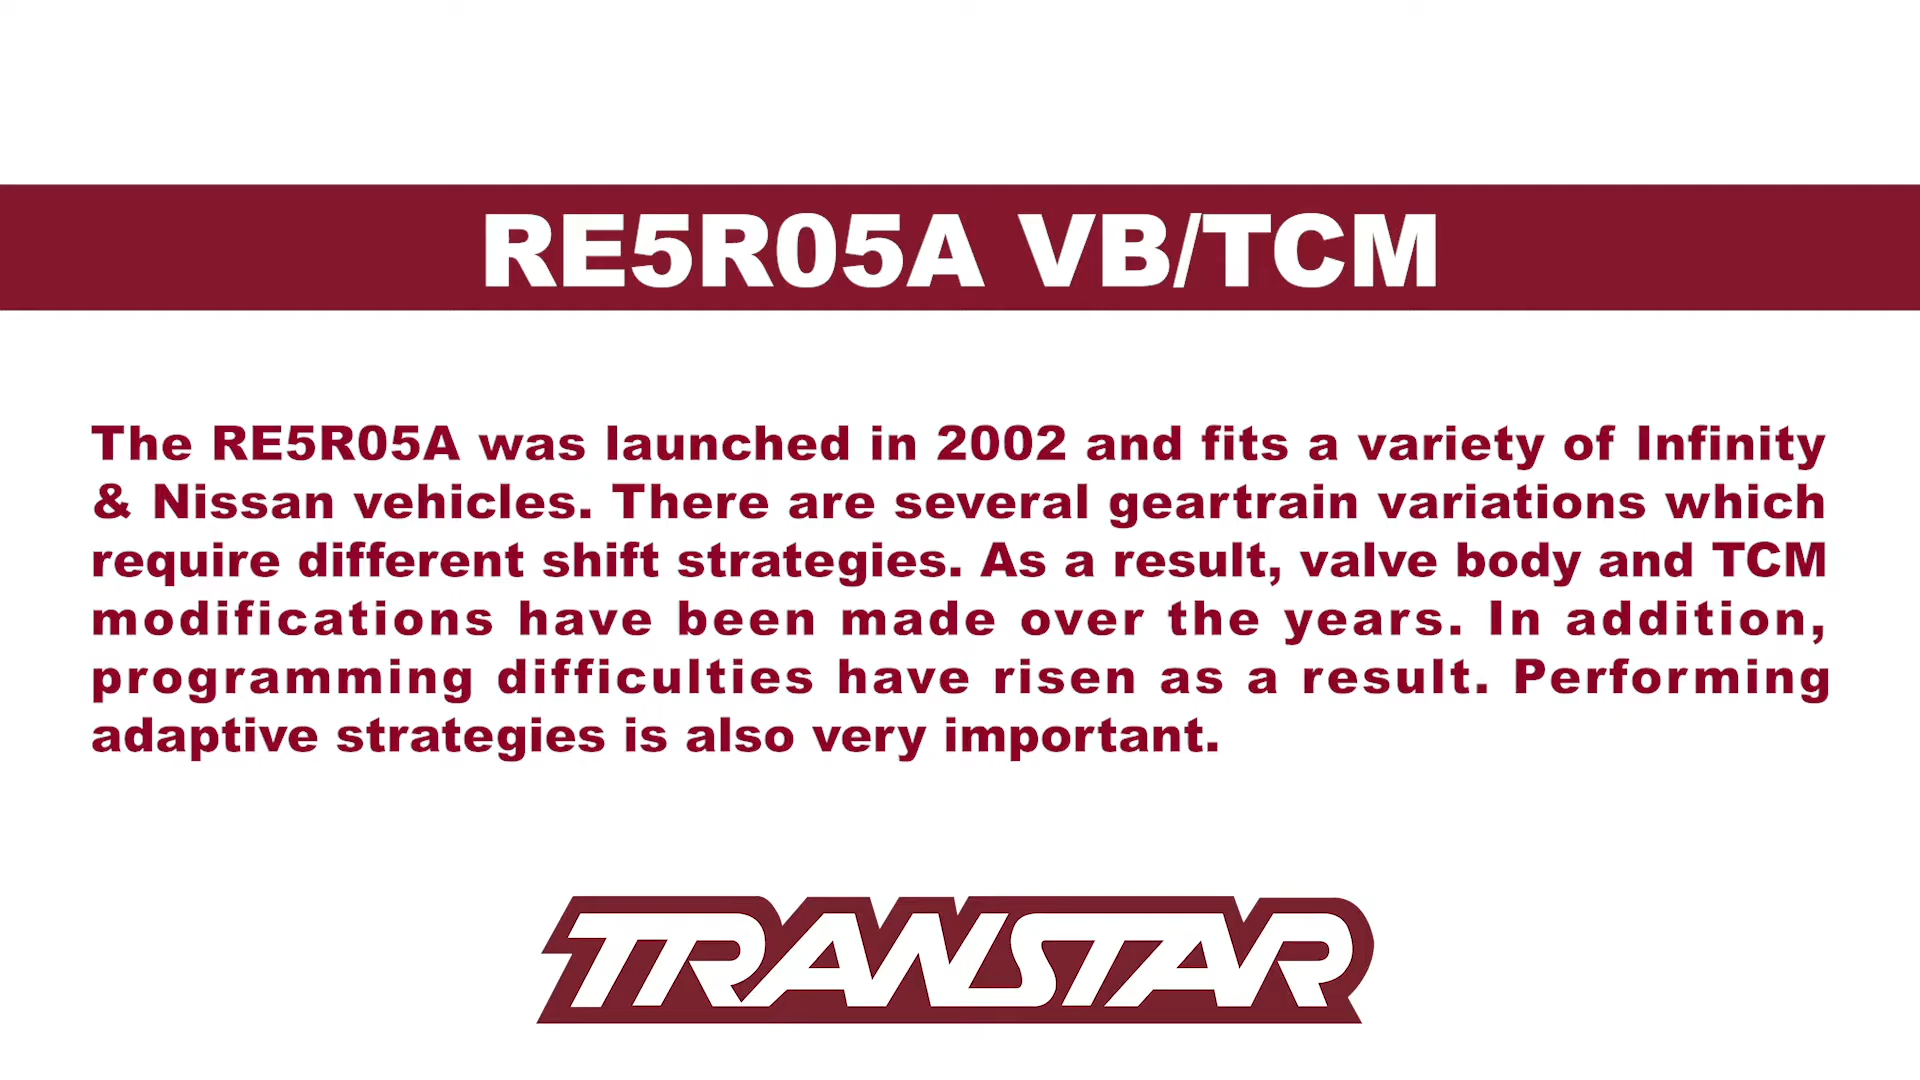 RE5R05A VB/TCM
The RE5R05A was launched in 2002 and fits a variety of Infinity
& Nissan vehicles. There are several geartrain variations which
require different shift strategies. As a result, valve body and TCM
modifications have been made over the years. In addition,
programming difficulties have risen as a result. Performing
adaptive strategies is also very important.
TRANSTAR